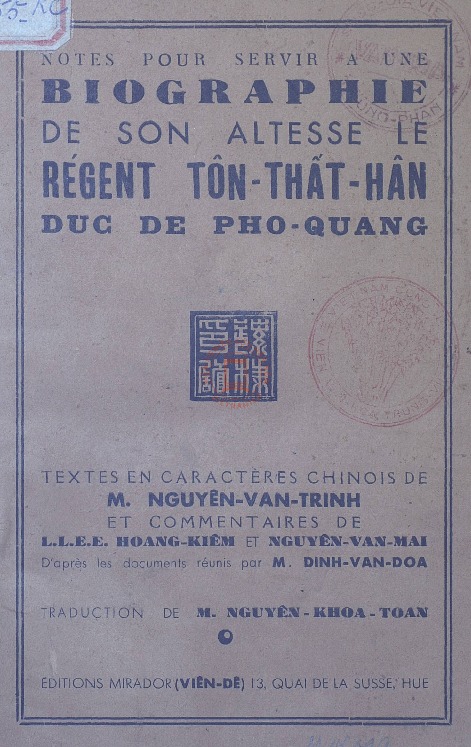 NOTES POUR SERVIR A UNE
BIOGRAPHIE
DE SON ALTESSE LE
RÉGENT TÔN-THẤT-HÂN
DUC DE PHO-QUANG
TEXTES EN CARACTÈRES CHINOIS DE
M. NGUYÊN-VAN-TRINH
ET COMMENTAIRES DE
L.L.E.E. HOANG-KIÊM ET NGUYÊN-VAN-MAI
D'après les documents réunis par M. DINH-VAN-DOA
TRADUCTION DE M. NGUYÊN-KHOA-TOAN
ÉDITIONS MIRADOR (VIÊN-ĐÊ) 13, QUAI DE LA SUSSE, HUE